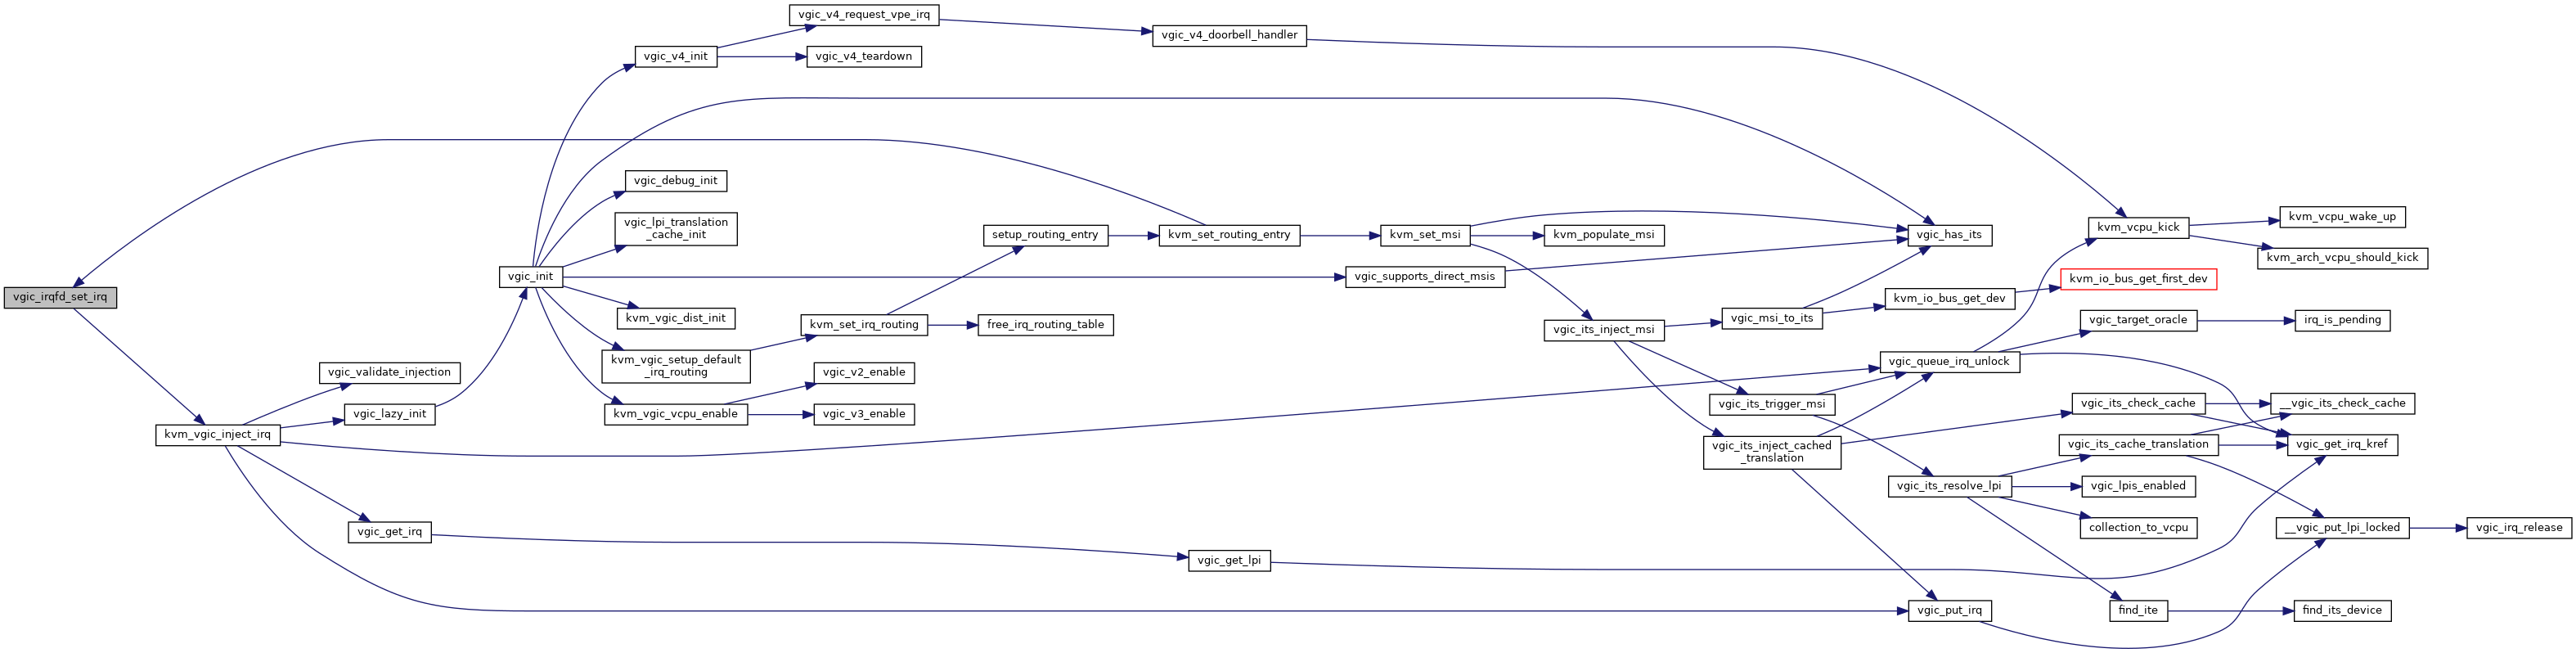 vgic_v4_request_vpe_irq
vgic_v4_doorbell_handler
vgic_v4_init
vgic_v4_teardown
vgic_debug_init
kvm_vcpu_wake_up
vgic_lpi_translation
_cache_init
setup_routing_entry
kvm_set_routing_entry
kvm_set_msi
kvm_populate_msi
vgic_has_its
kvm_vcpu_kick
kvm_arch_vcpu_should_kick
vgic_init
vgic_supports_direct_msis
kvm_io_bus_get_first_dev
vgic_irqfd_set_irq
kvm_io_bus_get_dev
kvm_vgic_dist_init
kvm_set_irq_routing
free_irq_routing_table
vgic_its_inject_msi
vgic_msi_to_its
vgic_target_oracle
irq_is_pending
kvm_vgic_setup_default
_irq_routing
vgic_queue_irq_unlock
vgic_validate_injection
vgic_v2_enable
vgic_lazy_init
kvm_vgic_vcpu_enable
vgic_v3_enable
vgic_its_trigger_msi
vgic_its_check_cache
__vgic_its_check_cache
kvm_vgic_inject_irq
vgic_its_inject_cached
_translation
vgic_its_cache_translation
vgic_get_irq_kref
vgic_its_resolve_lpi
vgic_lpis_enabled
vgic_get_irq
collection_to_vcpu
__vgic_put_lpi_locked
vgic_irq_release
vgic_get_lpi
vgic_put_irq
find_ite
find_its_device